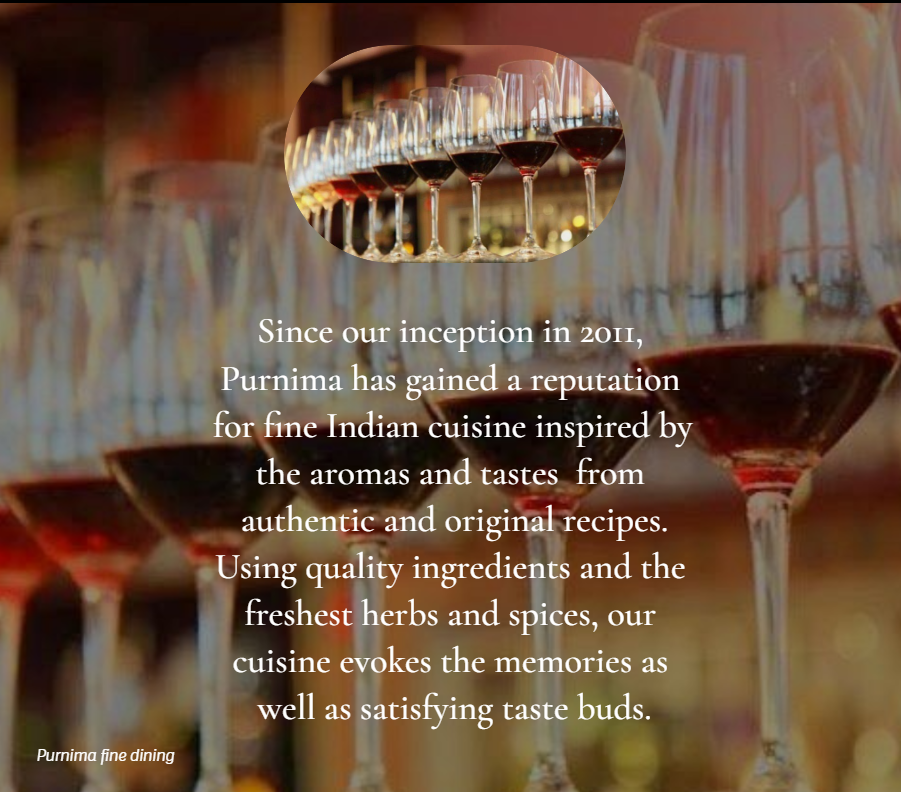 Since our inception in 2011,
Purnima has gained a reputation
for fine Indian cuisine inspired by
the aromas and tastes  from
authentic and original recipes.
Using quality ingredients and the
freshest herbs and spices, our
cuisine evokes the memories as
well as satisfying taste buds.
Purnima fine dining